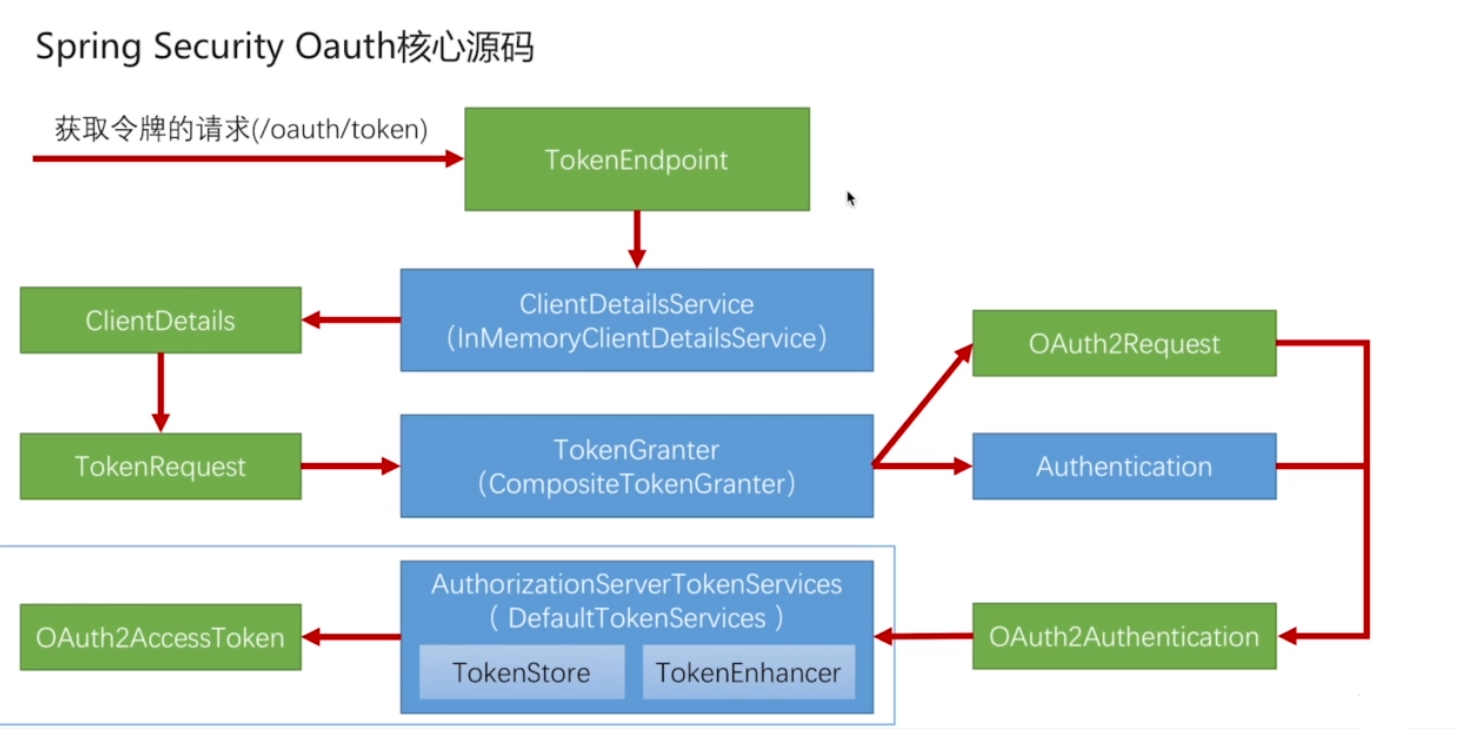 Spring Security Oauth核心源码
获取令牌的请求(/oauth/token)
TokenEndpoint
ClientDetails
ClientDetailsService
（InMemoryClientDetailsService）
OAuth2Request
TokenRequest
TokenGranter
（CompositeTokenGranter）
Authentication
OAuth2AccessToken
AuthorizationServerTokenServices
（ DefaultTokenServices ）
TokenStore
TokenEnhancer
OAuth2Authentication